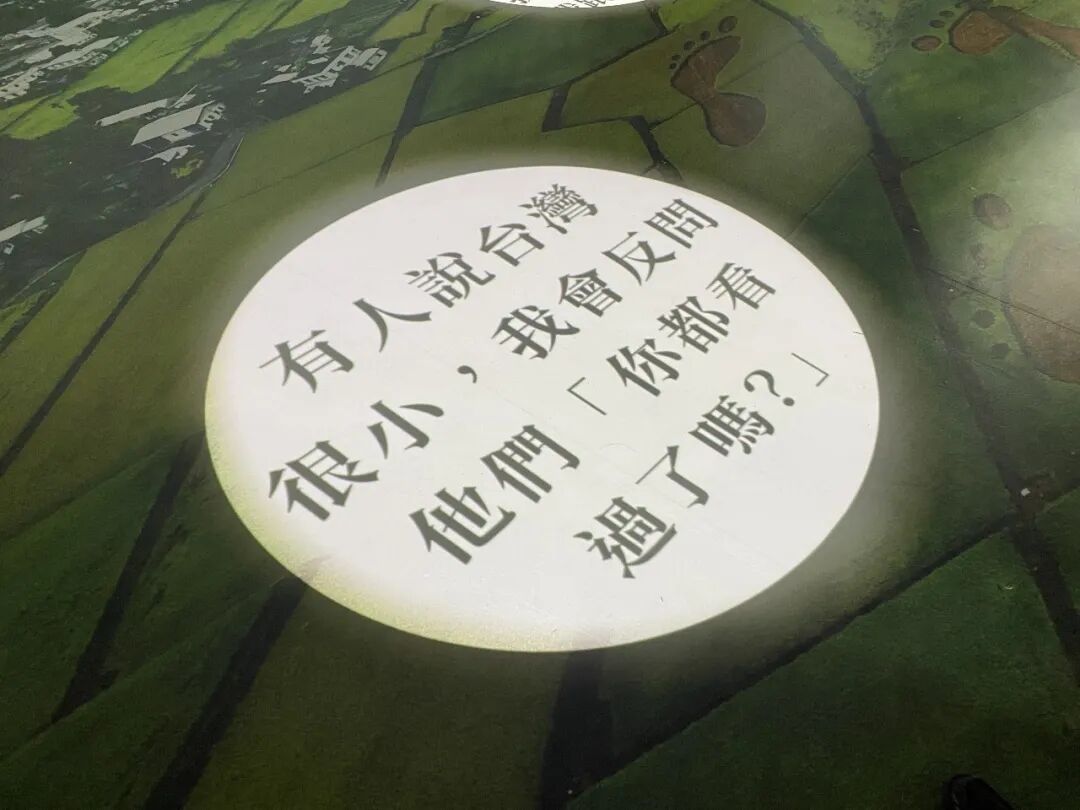 有人說台灣
很小，我會反問
他們「你都看
過了嗎？」